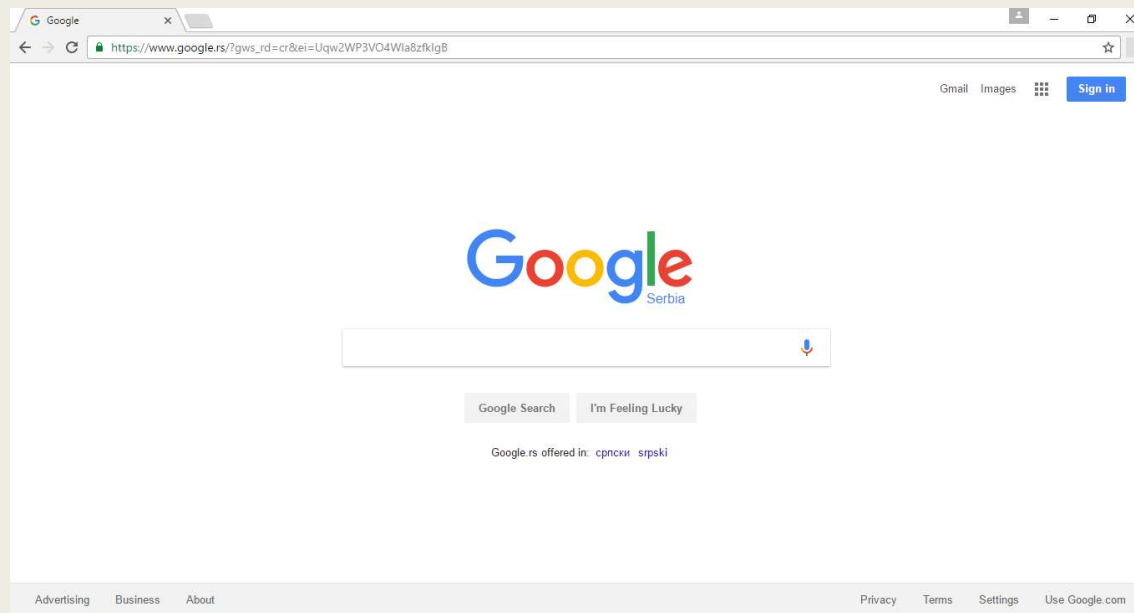 Google
https://www.google.rs/?gws_rd=cr&ei=Uqw2WP3VO4WIa8zfkIgB
Gmail Images Sign in
Google
Serbia
Google Search I'm Feeling Lucky
Google.rs offered in: српски srpski
Advertising Business About Privacy Terms Settings Use Google.com